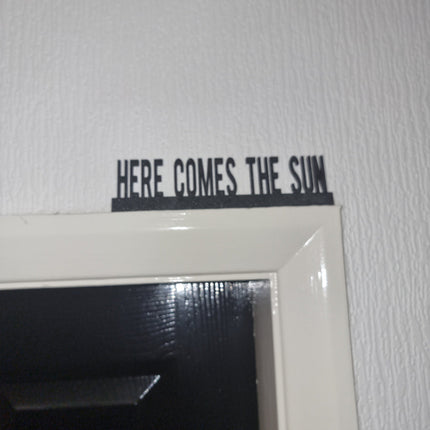 HERE COMES THE SUN